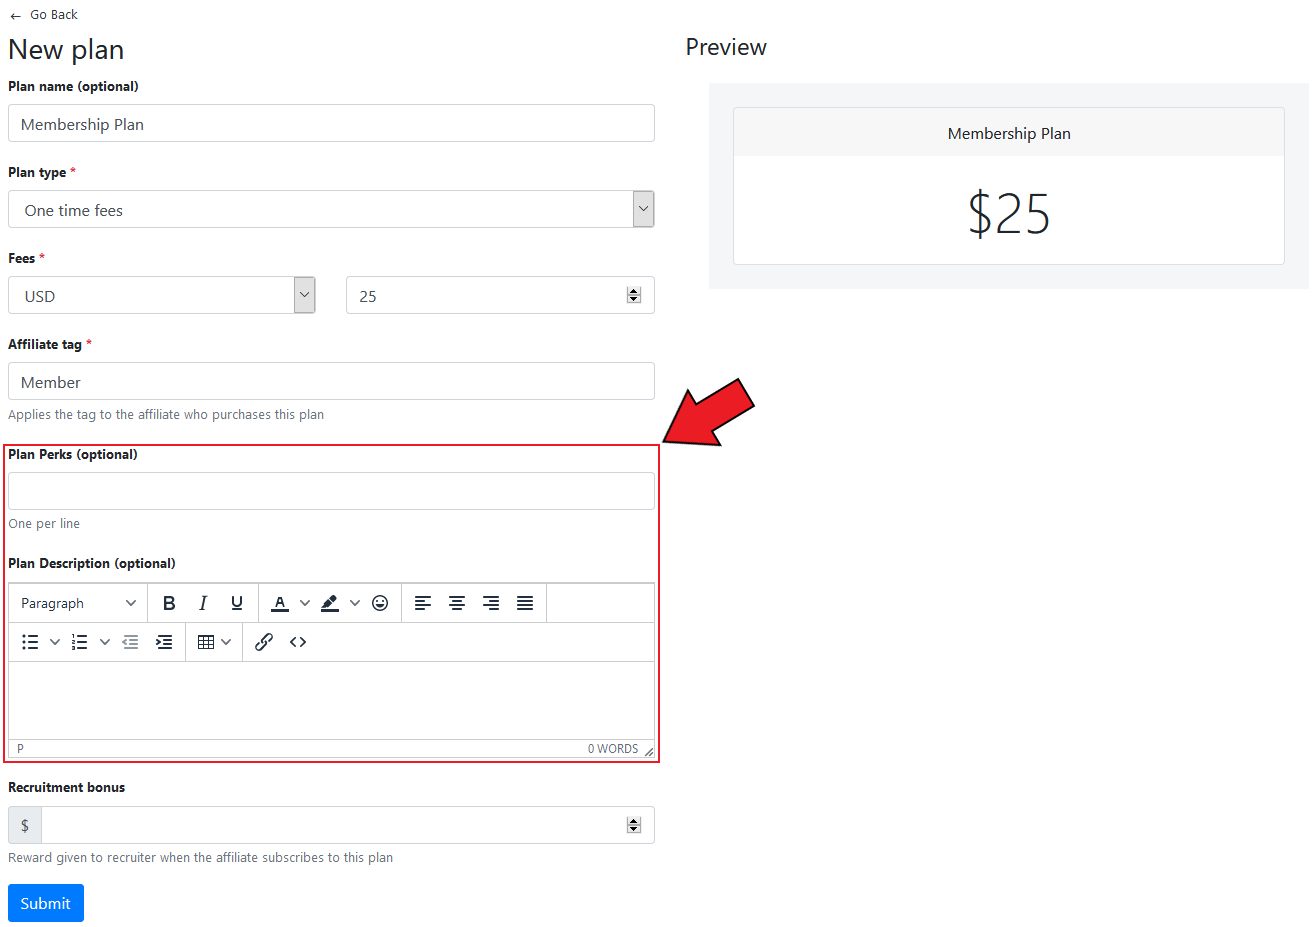 ← Go Back
New plan
Plan name (optional)
Membership Plan
Plan type *
One time fees
Fees *
USD
25
Affiliate tag *
Member
Applies the tag to the affiliate who purchases this plan
Plan Perks (optional)
One per line
Plan Description (optional)
Paragraph B I U A
P 0 WORDS
Recruitment bonus
$
Reward given to recruiter when the affiliate subscribes to this plan
Submit
Preview
Membership Plan
$25